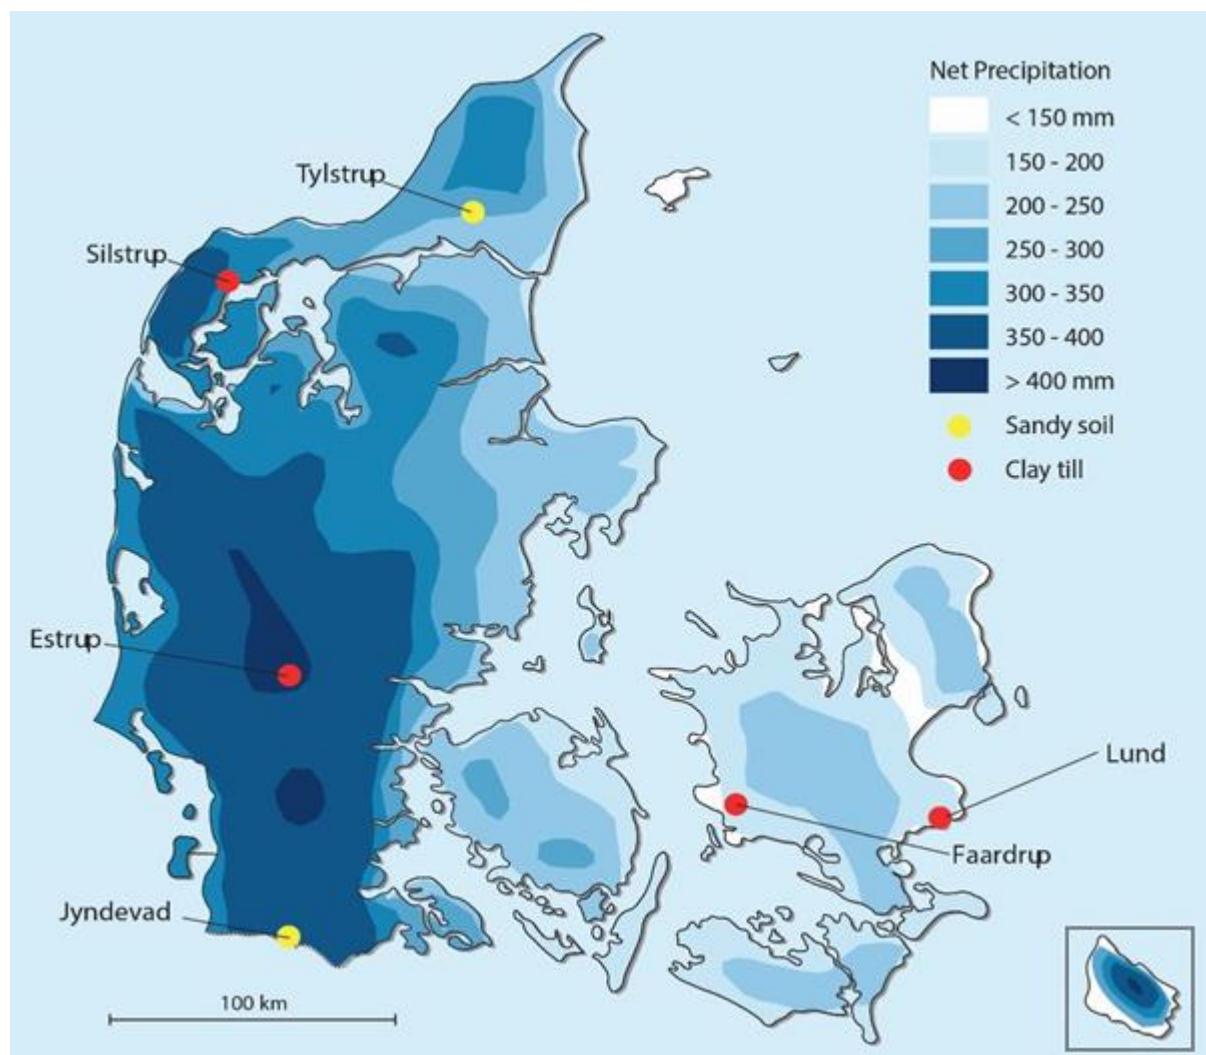 Net Precipitation
< 150 mm
150 - 200
200 - 250
250 - 300
300 - 350
350 - 400
> 400 mm
Sandy soil
Clay till
Tylstrup
Silstrup
Estrup
d
Lund
Faardrup
Jyndevad
100 km